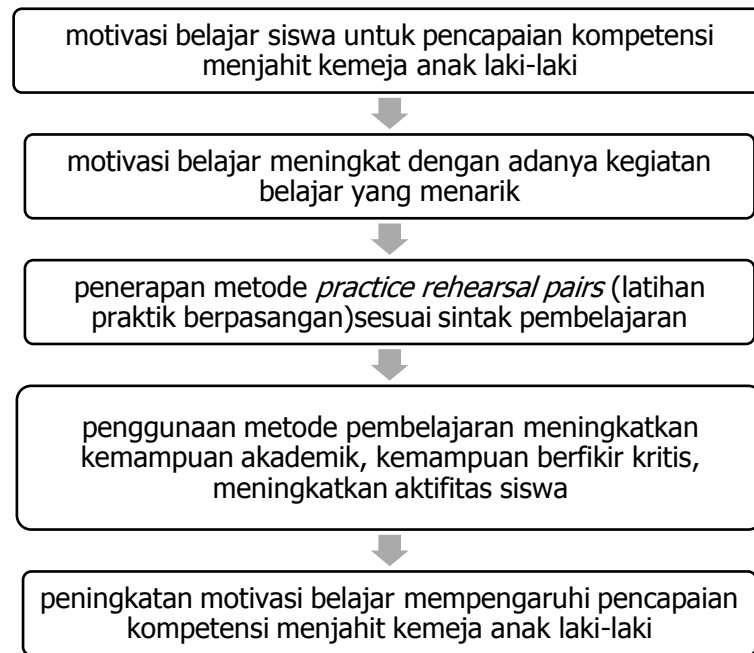 motivasi belajar siswa untuk pencapaian kompetensi
menjahit kemeja anak laki-laki
motivasi belajar meningkat dengan adanya kegiatan
belajar yang menarik
penerapan metode practice rehearsal pairs (latihan
praktik berpasangan)sesuai sintak pembelajaran
penggunaan metode pembelajaran meningkatkan
kemampuan akademik, kemampuan berfikir kritis,
meningkatkan aktifitas siswa
peningkatan motivasi belajar mempengaruhi pencapaian
kompetensi menjahit kemeja anak laki-laki